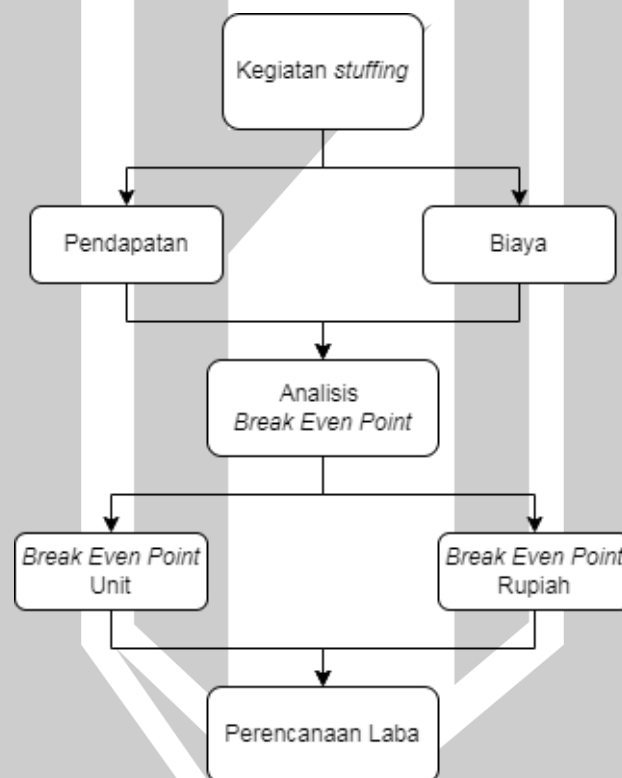 Kegiatan stuffing
Pendapatan
Biaya
Analisis
Break Even Point
Break Even Point
Unit
Break Even Point
Rupiah
Perencanaan Laba